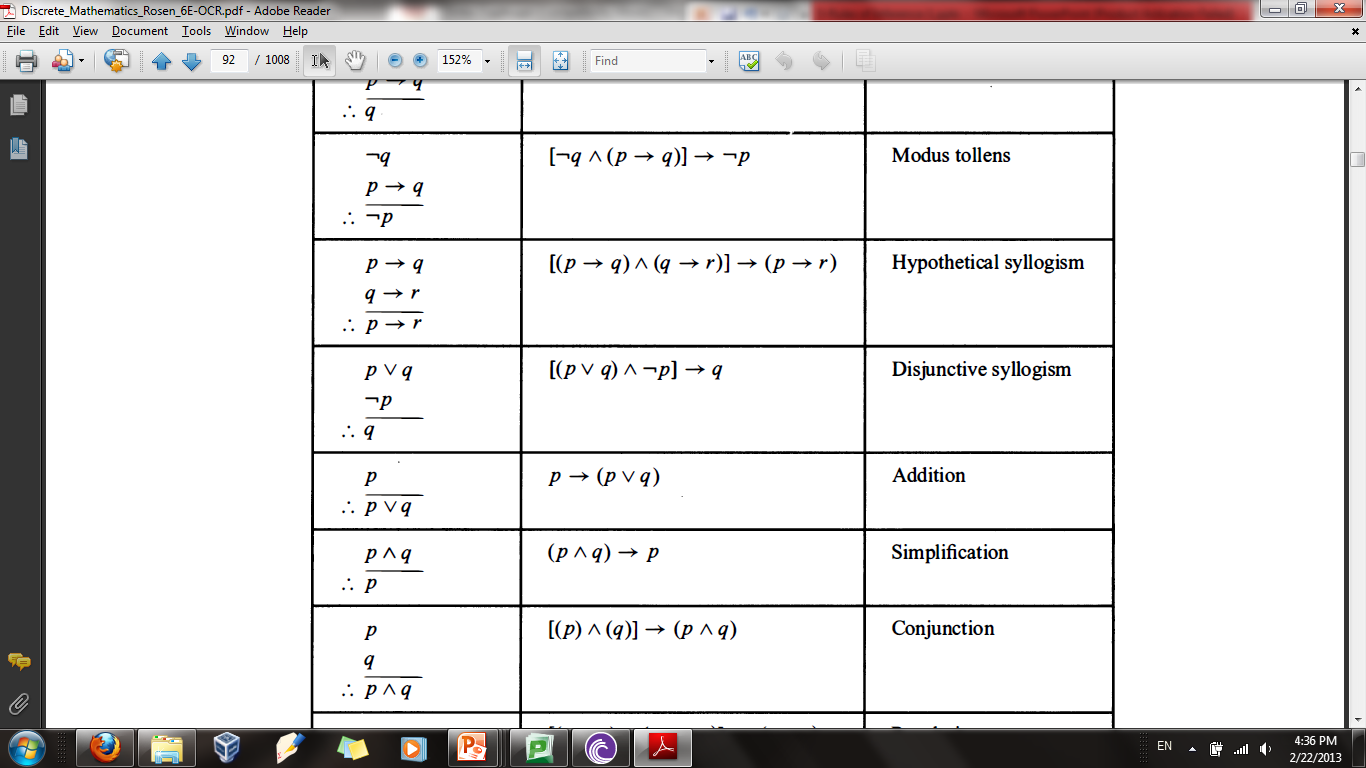 Discrete_Mathematics_Rosen_6E-OCR.pdf - Adobe Reader
File Edit View Document Tools Window Help
92 / 1008 152% Find
p → q
∴ q
¬q [¬q ∧ (p → q)] → ¬p Modus tollens
p → q
∴ ¬p
p → q [(p → q) ∧ (q → r)] → (p → r) Hypothetical syllogism
q → r
∴ p → r
p ∨ q [(p ∨ q) ∧ ¬p] → q Disjunctive syllogism
¬p
∴ q
p p → (p ∨ q) Addition
∴ p ∨ q
p ∧ q (p ∧ q) → p Simplification
∴ p
p [(p) ∧ (q)] → (p ∧ q) Conjunction
q
∴ p ∧ q
EN 4:36 PM
2/22/2013